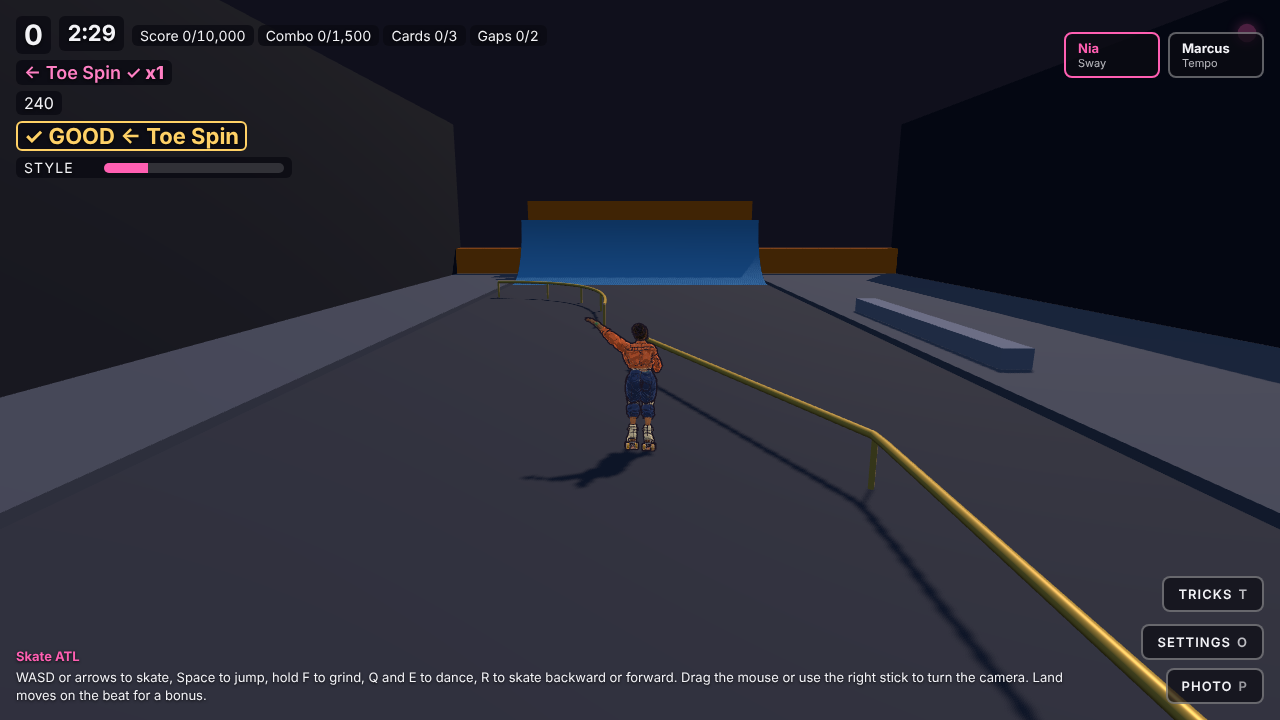 0 2:29 Score 0/10,000 Combo 0/1,500 Cards 0/3 Gaps 0/2
← Toe Spin ✓ x1
240
✓ GOOD ← Toe Spin
STYLE
Nia
Sway
Marcus
Tempo
TRICKS T
SETTINGS O
PHOTO P
Skate ATL
WASD or arrows to skate, Space to jump, hold F to grind, Q and E to dance, R to skate backward or forward. Drag the mouse or use the right stick to turn the camera. Land
moves on the beat for a bonus.